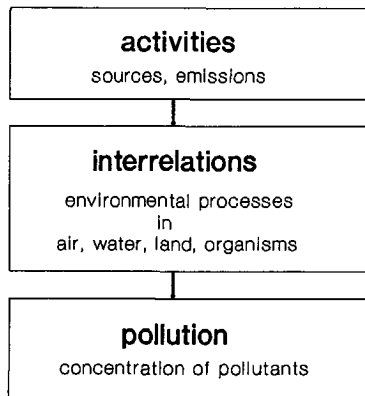 activities
sources, emissions
interrelations
environmental processes
in
air, water, land, organisms
pollution
concentration of pollutants